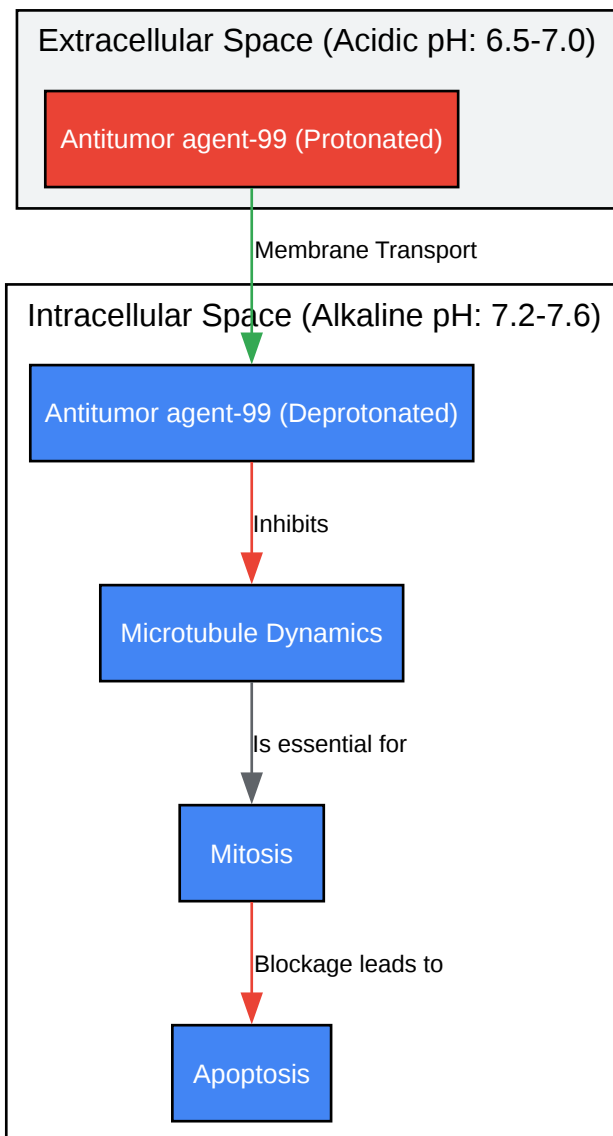 Extracellular Space (Acidic pH: 6.5-7.0)
Antitumor agent-99 (Protonated)
Membrane Transport
Intracellular Space (Alkaline pH: 7.2-7.6)
Antitumor agent-99 (Deprotonated)
Inhibits
Microtubule Dynamics
Is essential for
Mitosis
Blockage leads to
Apoptosis